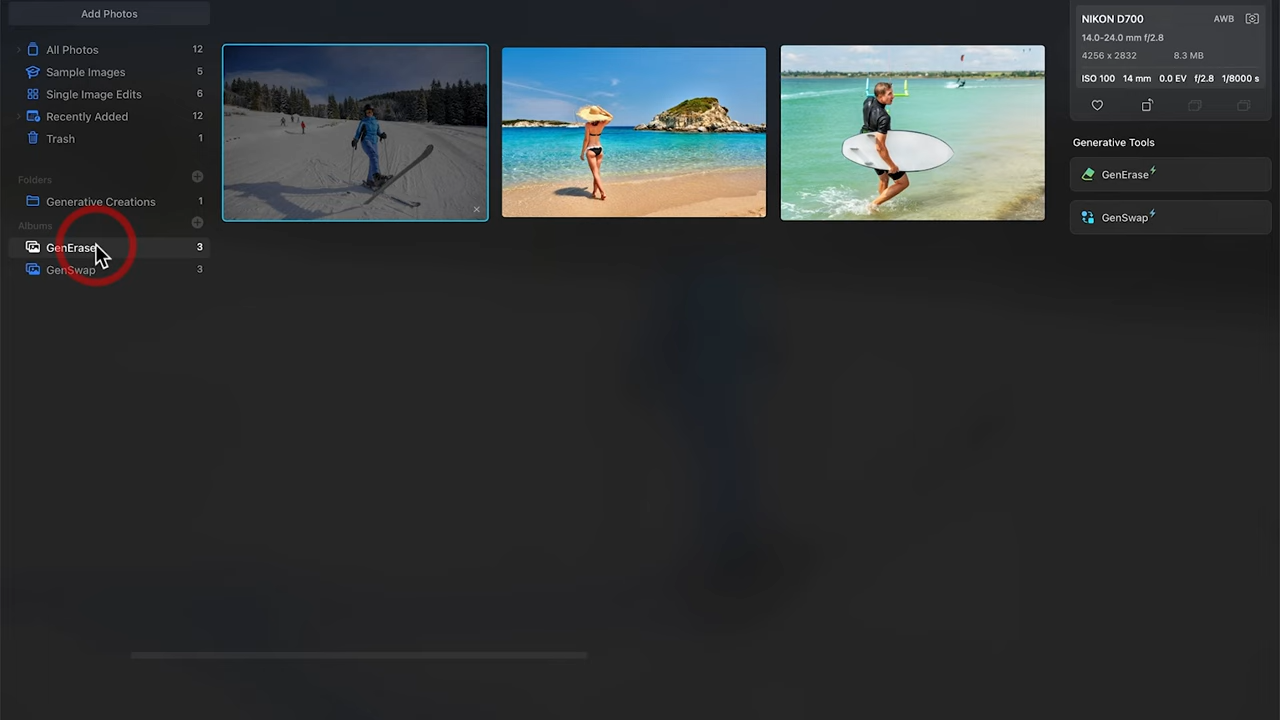 Add Photos
All Photos 12
Sample Images 5
Single Image Edits 6
Recently Added 12
Trash 1
Folders
Generative Creations 1
Albums
GenErase 3
GenSwap 3
NIKON D700 AWB
14.0-24.0 mm f/2.8
4256 x 2832 8.3 MB
ISO 100 14 mm 0.0 EV f/2.8 1/8000 s
Generative Tools
GenErase
GenSwap